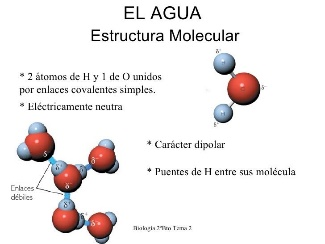 EL AGUA
Estructura Molecular
* 2 átomos de H y 1 de O unidos
por enlaces covalentes simples.
* Eléctricamente neutra
* Carácter dipolar
* Puentes de H entre sus molécula
Enlaces
débiles
Biología 2ºBto Tema 2